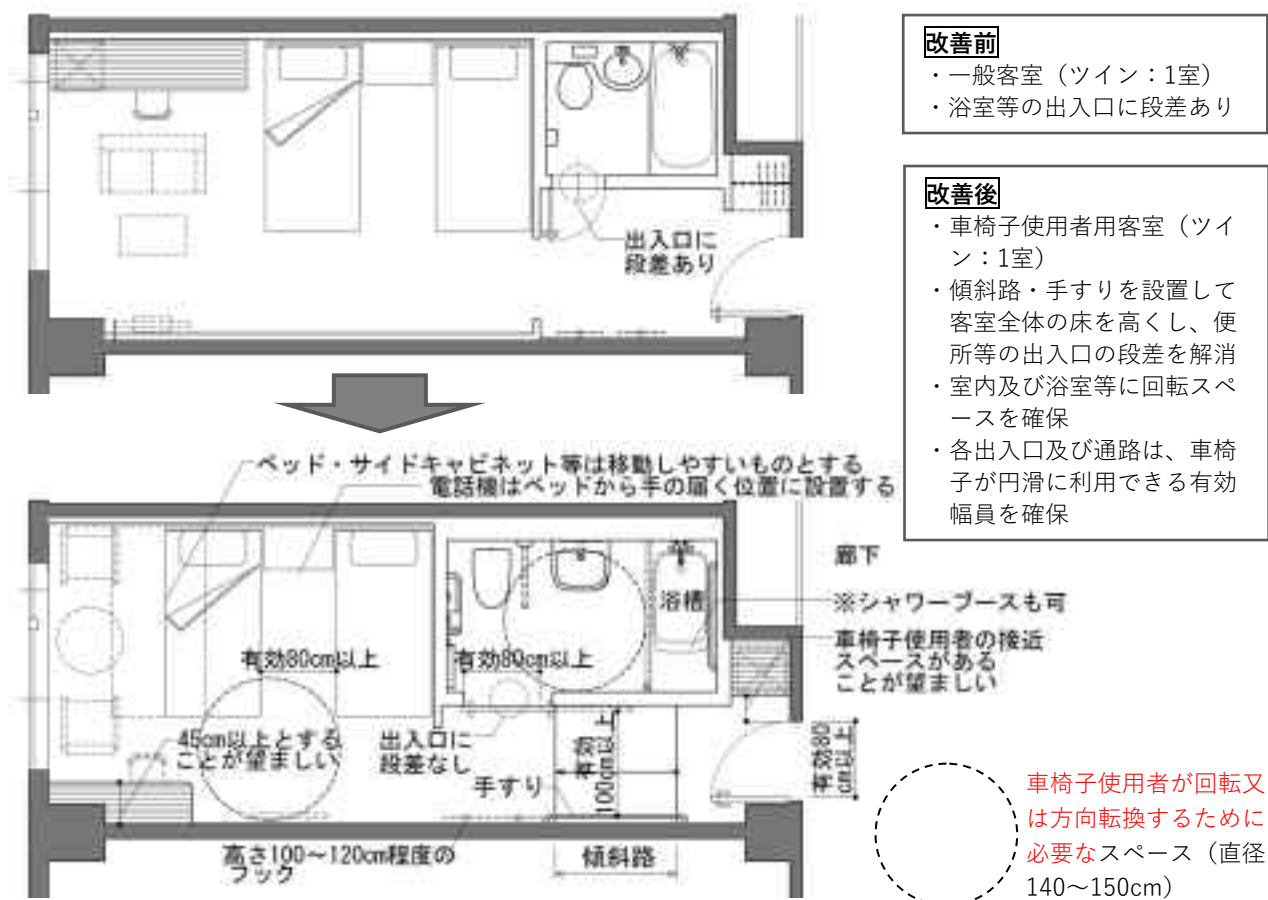 改善前
・一般客室（ツイン：1室）
・浴室等の出入口に段差あり
出入口に
段差あり
改善後
・車椅子使用者用客室（ツイ
ン：1室）
・傾斜路・手すりを設置して
客室全体の床を高くし、便
所等の出入口の段差を解消
・室内及び浴室等に回転スペ
ースを確保
・各出入口及び通路は、車椅
子が円滑に利用できる有効
幅員を確保
ベッド・サイドキャビネット等は移動しやすいものとする
電話機はベッドから手の届く位置に設置する
廊下
浴槽
※シャワーブースも可
車椅子使用者の接近
スペースがある
ことが望ましい
有効80cm以上
有効80cm以上
45cm以上とする
ことが望ましい
出入口に
段差なし
手すり
有効
100cm以上
有効80
cm以上
高さ100～120cm程度の
フック
傾斜路
車椅子使用者が回転又
は方向転換するために
必要なスペース（直径
140～150cm）